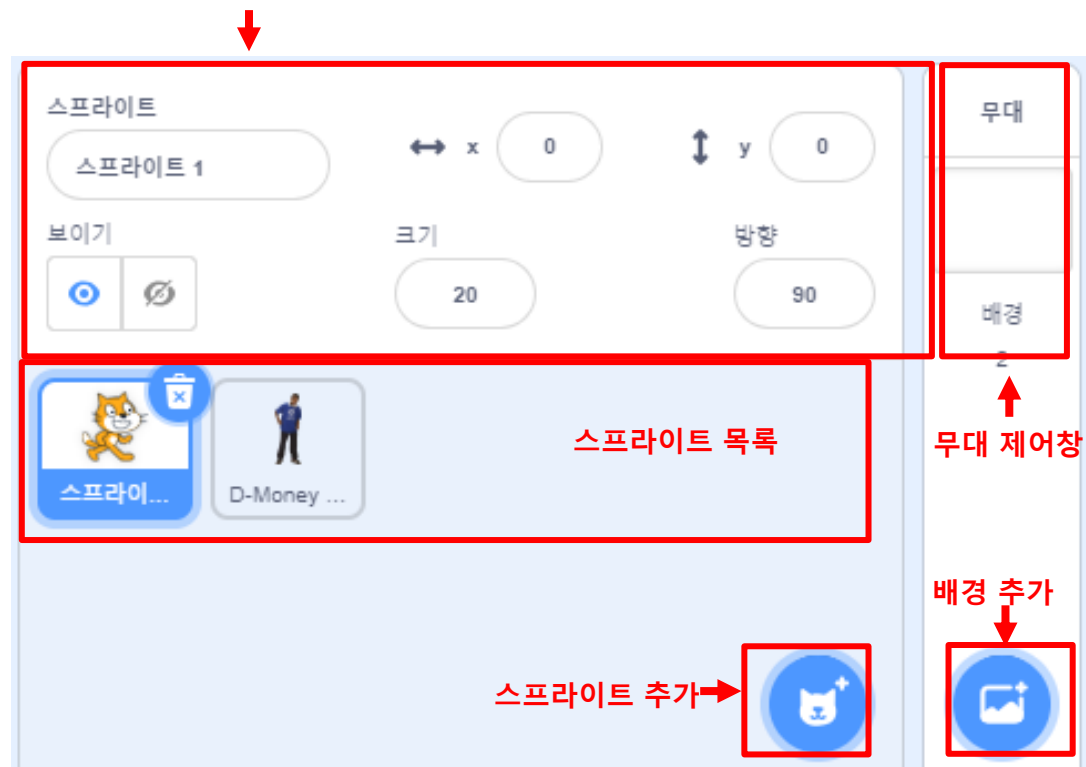 스프라이트
스프라이트 1
x 0
y 0
무대
보이기
크기
방향
20
90
배경
2
스프라이트 목록
무대 제어창
스프라이...
D-Money ...
배경 추가
스프라이트 추가